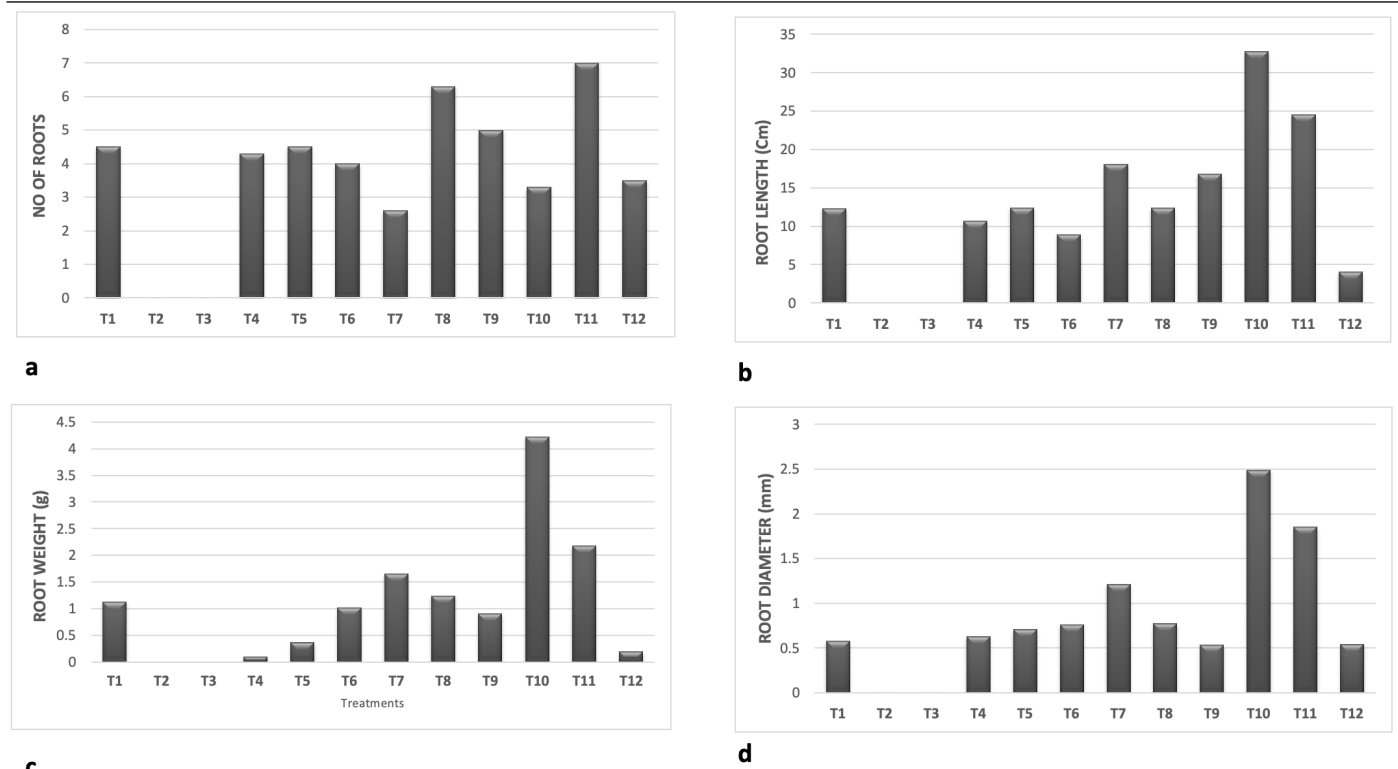 8
7
6
5
4
3
2
1
0
NO OF ROOTS
T1 T2 T3 T4 T5 T6 T7 T8 T9 T10 T11 T12
a
35
30
25
20
15
10
5
0
ROOT LENGTH (Cm)
T1 T2 T3 T4 T5 T6 T7 T8 T9 T10 T11 T12
b
4.5
4
3.5
3
2.5
2
1.5
1
0.5
0
ROOT WEIGHT (g)
T1 T2 T3 T4 T5 T6 T7 T8 T9 T10 T11 T12
Treatments
c
3
2.5
2
1.5
1
0.5
0
ROOT DIAMETER (mm)
T1 T2 T3 T4 T5 T6 T7 T8 T9 T10 T11 T12
d